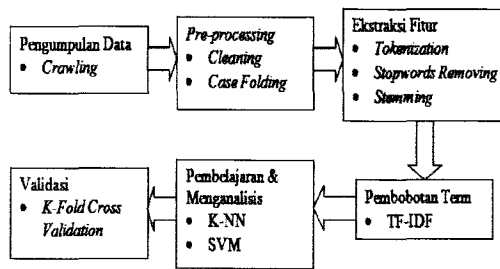 Pengumpulan Data
• Crawling
Pre-processing
• Cleaning
• Case Folding
Ekstraksi Fitur
• Tokenization
• Stopwords Removing
• Stemming
Pembobotan Term
• TF-IDF
Pembelajaran &
Menganalisis
• K-NN
• SVM
Validasi
• K-Fold Cross
Validation